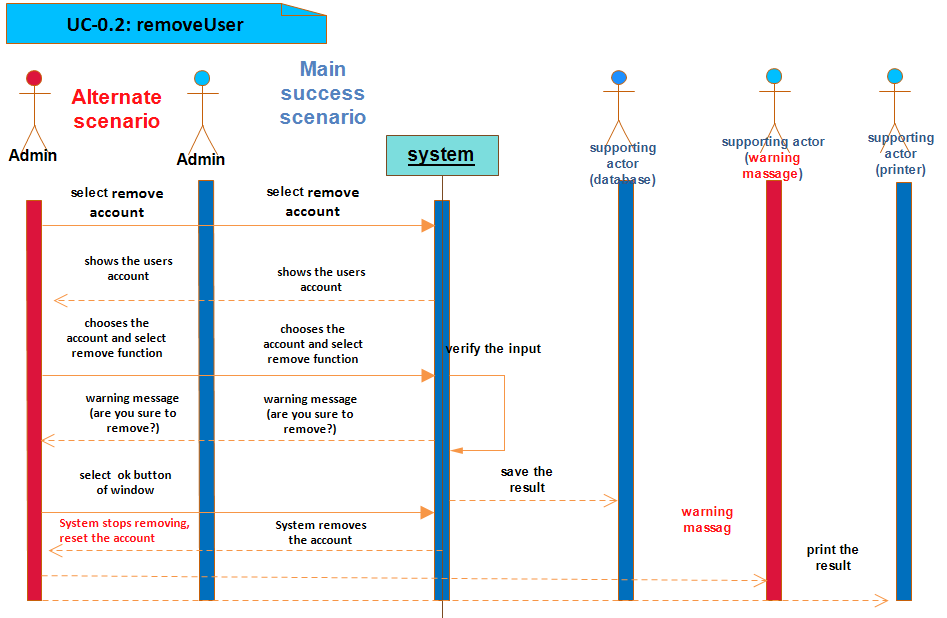 UC-0.2: removeUser
Alternate
scenario
Main
success
scenario
Admin
Admin
system
supporting
actor
(database)
supporting actor
(warning
massage)
supporting
actor
(printer)
select remove
account
select remove
account
shows the users
account
shows the users
account
chooses the
account and select
remove function
chooses the
account and select
remove function
verify the input
warning message
(are you sure to
remove?)
warning message
(are you sure to
remove?)
select ok button
of window
save the
result
System stops removing,
reset the account
System removes
the account
warning
massag
print the
result